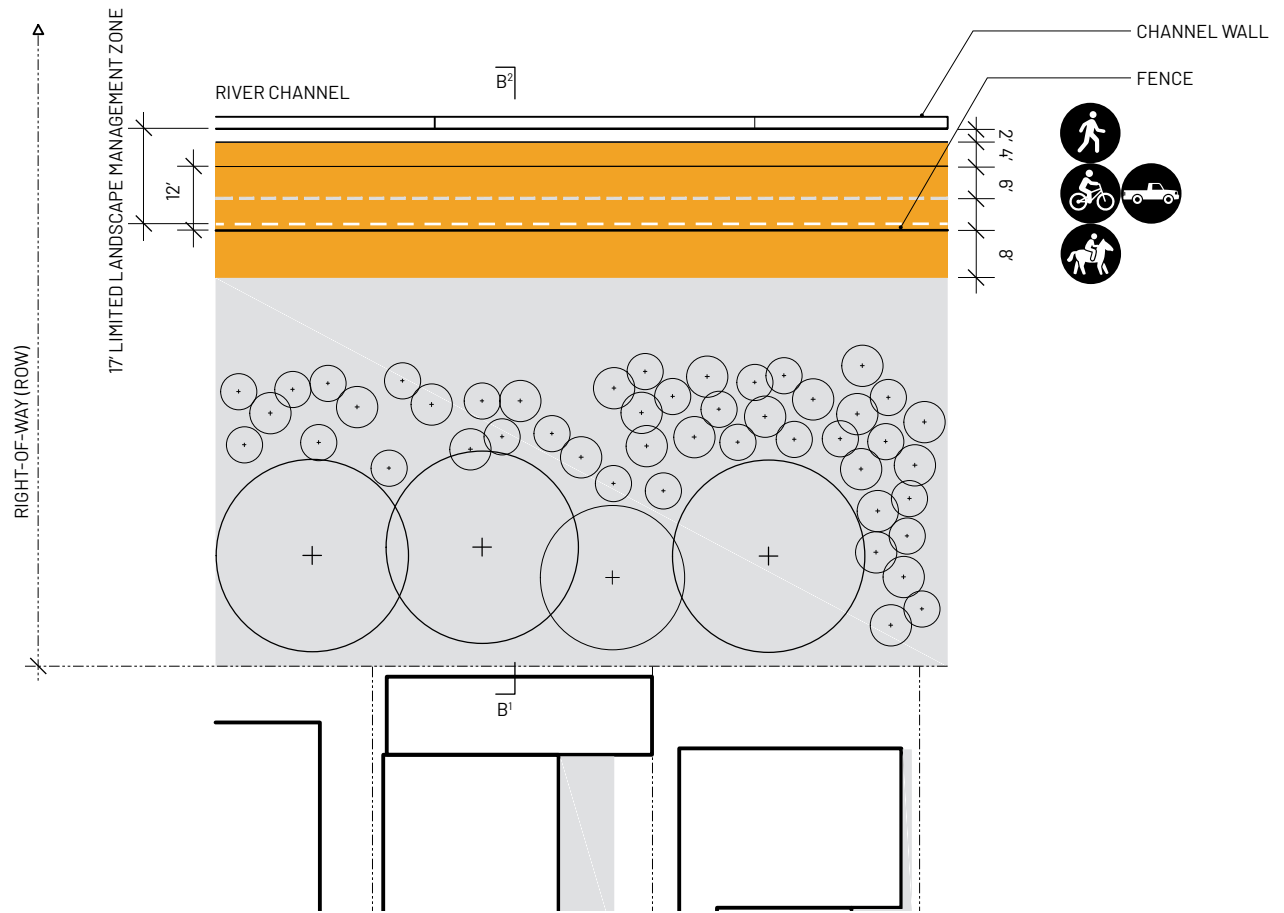 CHANNEL WALL
FENCE
RIVER CHANNEL
B²
17' LIMITED LANDSCAPE MANAGEMENT ZONE
12'
2'
4'
6'
8'
RIGHT-OF-WAY (ROW)
B¹